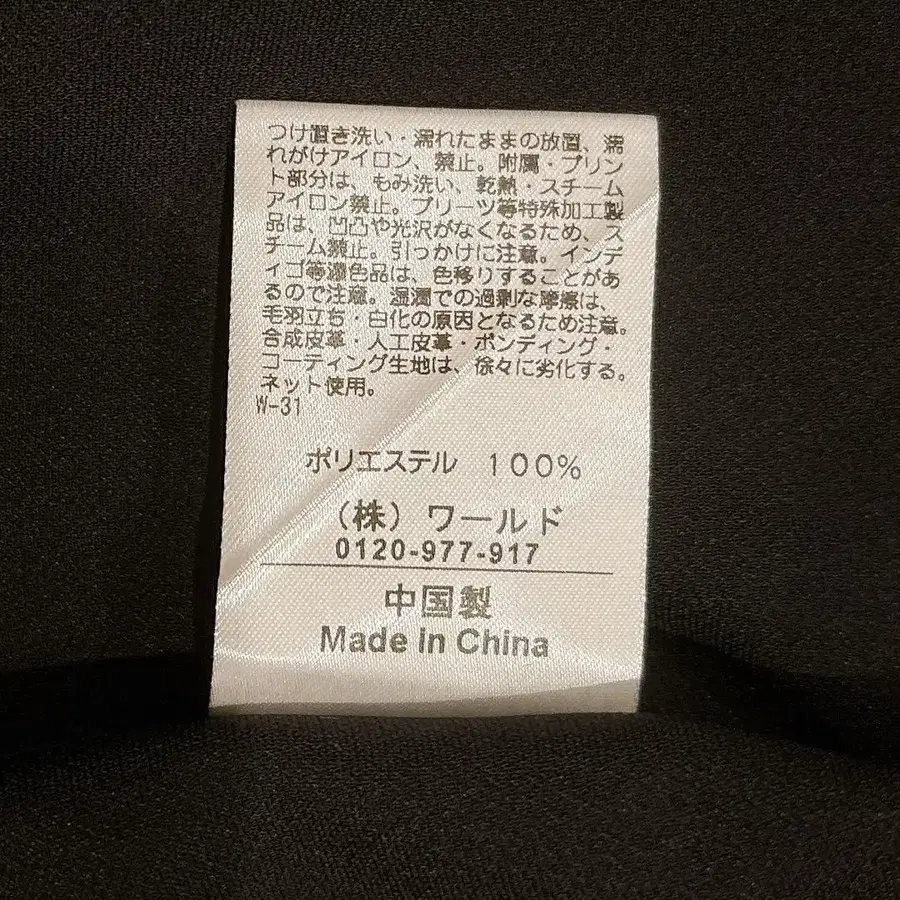 つけ置き洗い・濡れたままの放置、濡
れがけアイロン、禁止。附属・プリン
ト部分は、もみ洗い、乾熱・スチーム
アイロン禁止。プリーツ等特殊加工製
品は、凹凸や光沢がなくなるため、ス
チーム禁止。引っかけに注意。インデ
ィゴ等濃色品は、色移りすることがあ
るので注意。湿潤での過剰な摩擦は、
毛羽立ち・白化の原因となるため注意。
合成皮革・人工皮革・ボンディング・
コーティング生地は、徐々に劣化する。
ネット使用。
W-31
ポリエステル 100%
（株）ワールド
0120-977-917
中国製
Made in China